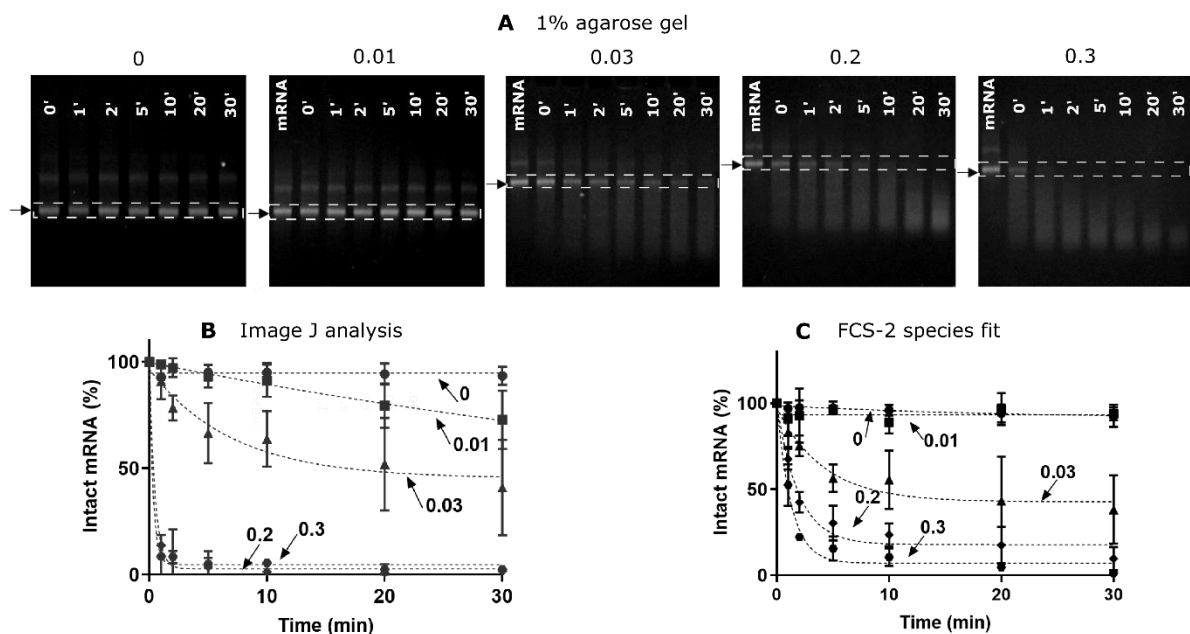 A 1% agarose gel
0 0.01 0.03 0.2 0.3
0' 1' 2' 5' 10' 20' 30'
mRNA 0' 1' 2' 5' 10' 20' 30'
mRNA 0' 1' 2' 5' 10' 20' 30'
mRNA 0' 1' 2' 5' 10' 20' 30'
mRNA 0' 1' 2' 5' 10' 20' 30'
B Image J analysis
Intact mRNA (%)
100
50
0
0 10 20 30
Time (min)
0
0.01
0.03
0.2
0.3
C FCS-2 species fit
Intact mRNA (%)
100
50
0
0 10 20 30
Time (min)
0
0.01
0.03
0.2
0.3